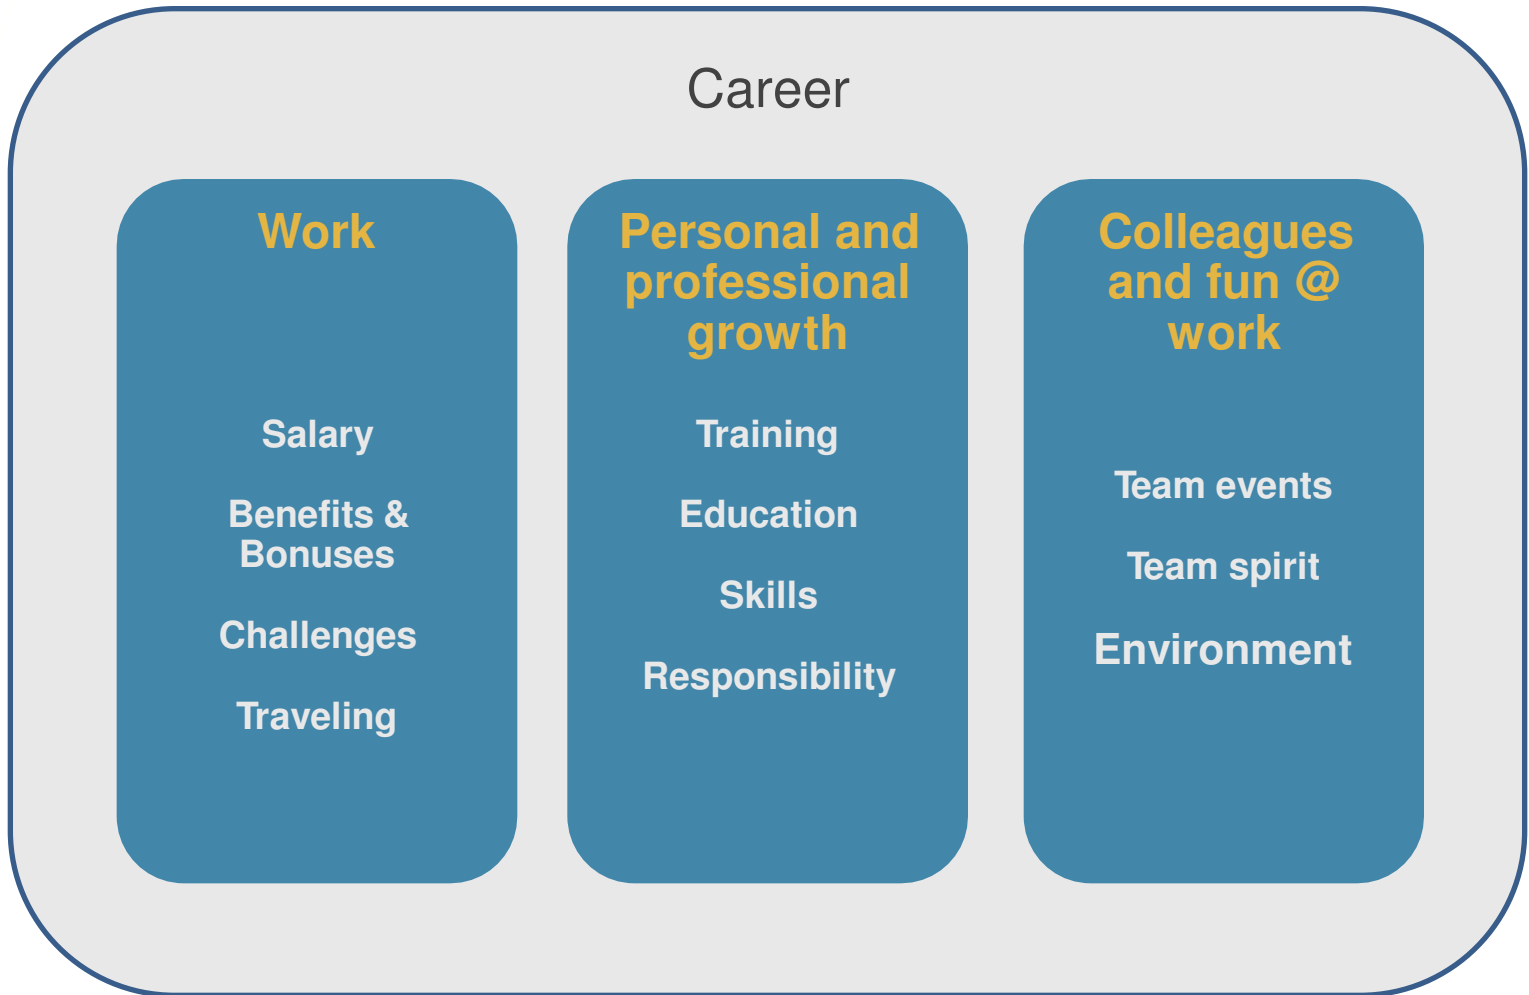 Career
Work
Salary
Benefits &
Bonuses
Challenges
Traveling
Personal and
professional
growth
Training
Education
Skills
Responsibility
Colleagues
and fun @
work
Team events
Team spirit
Environment